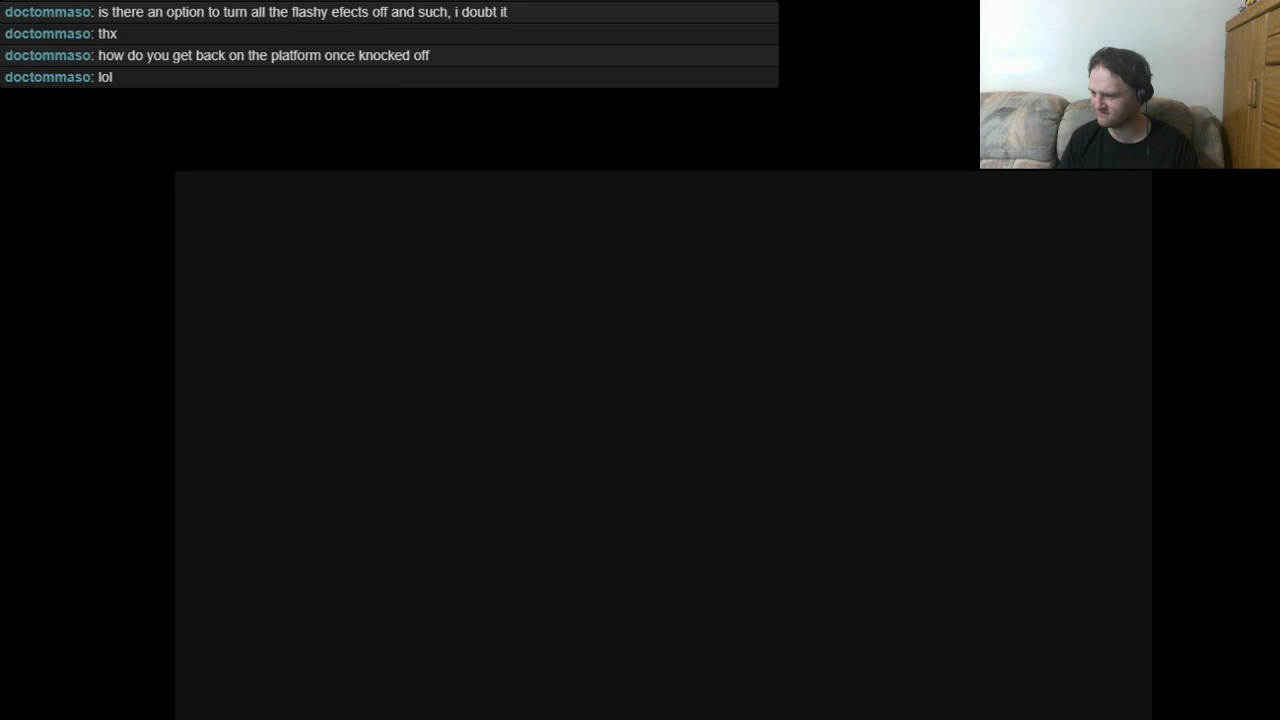 doctommaso: is there an option to turn all the flashy efects off and such, i doubt it
doctommaso: thx
doctommaso: how do you get back on the platform once knocked off
doctommaso: lol